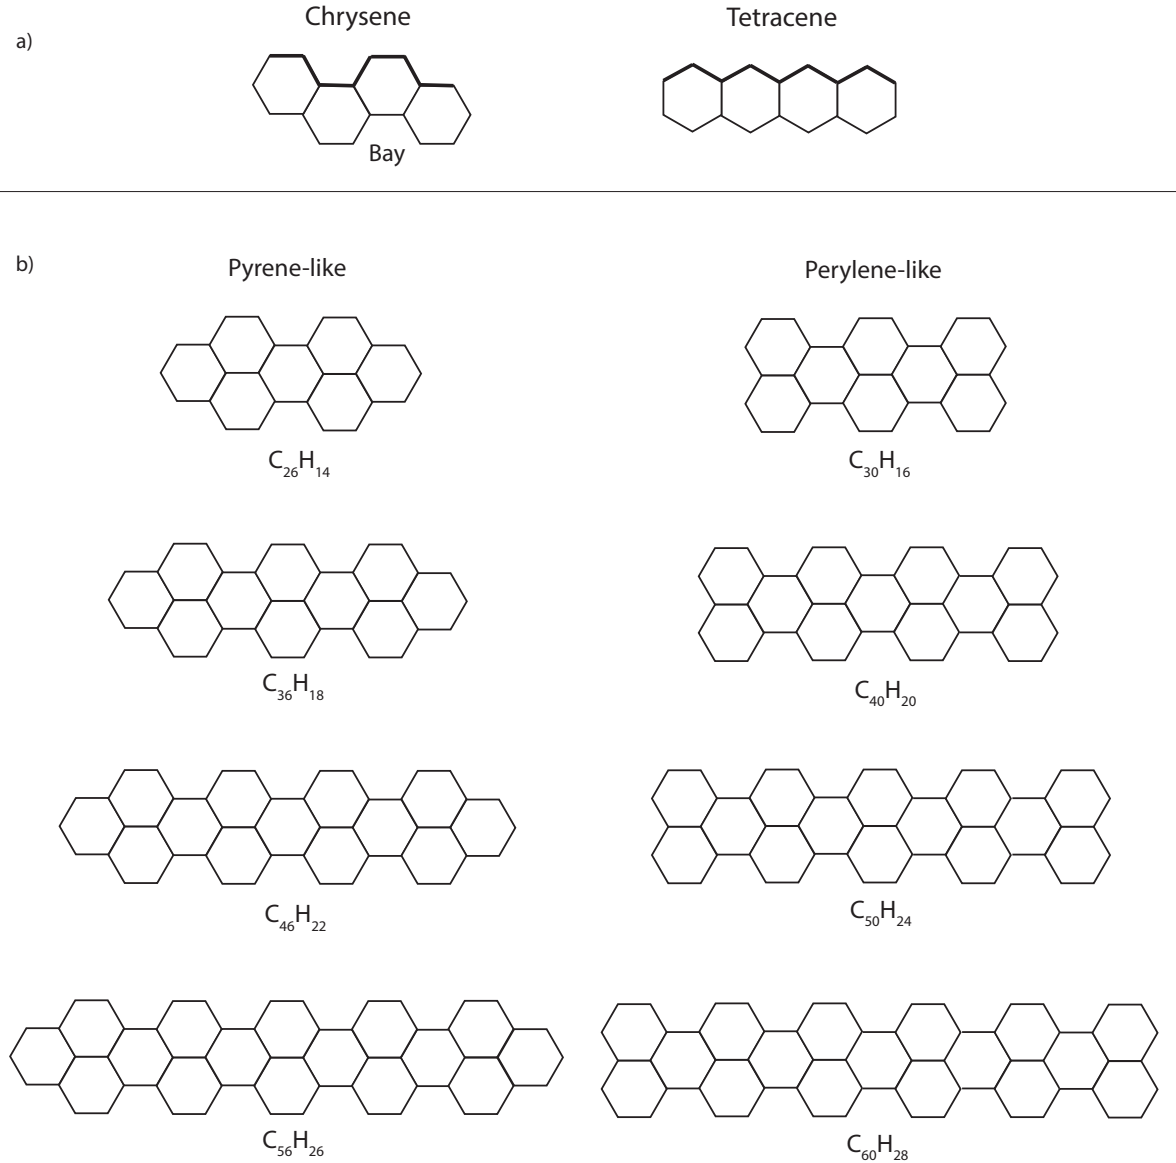 Chrysene Tetracene
a)
Bay
b)
Pyrene-like Perylene-like
C26H14 C30H16
C36H18 C40H20
C46H22 C50H24
C56H26 C60H28